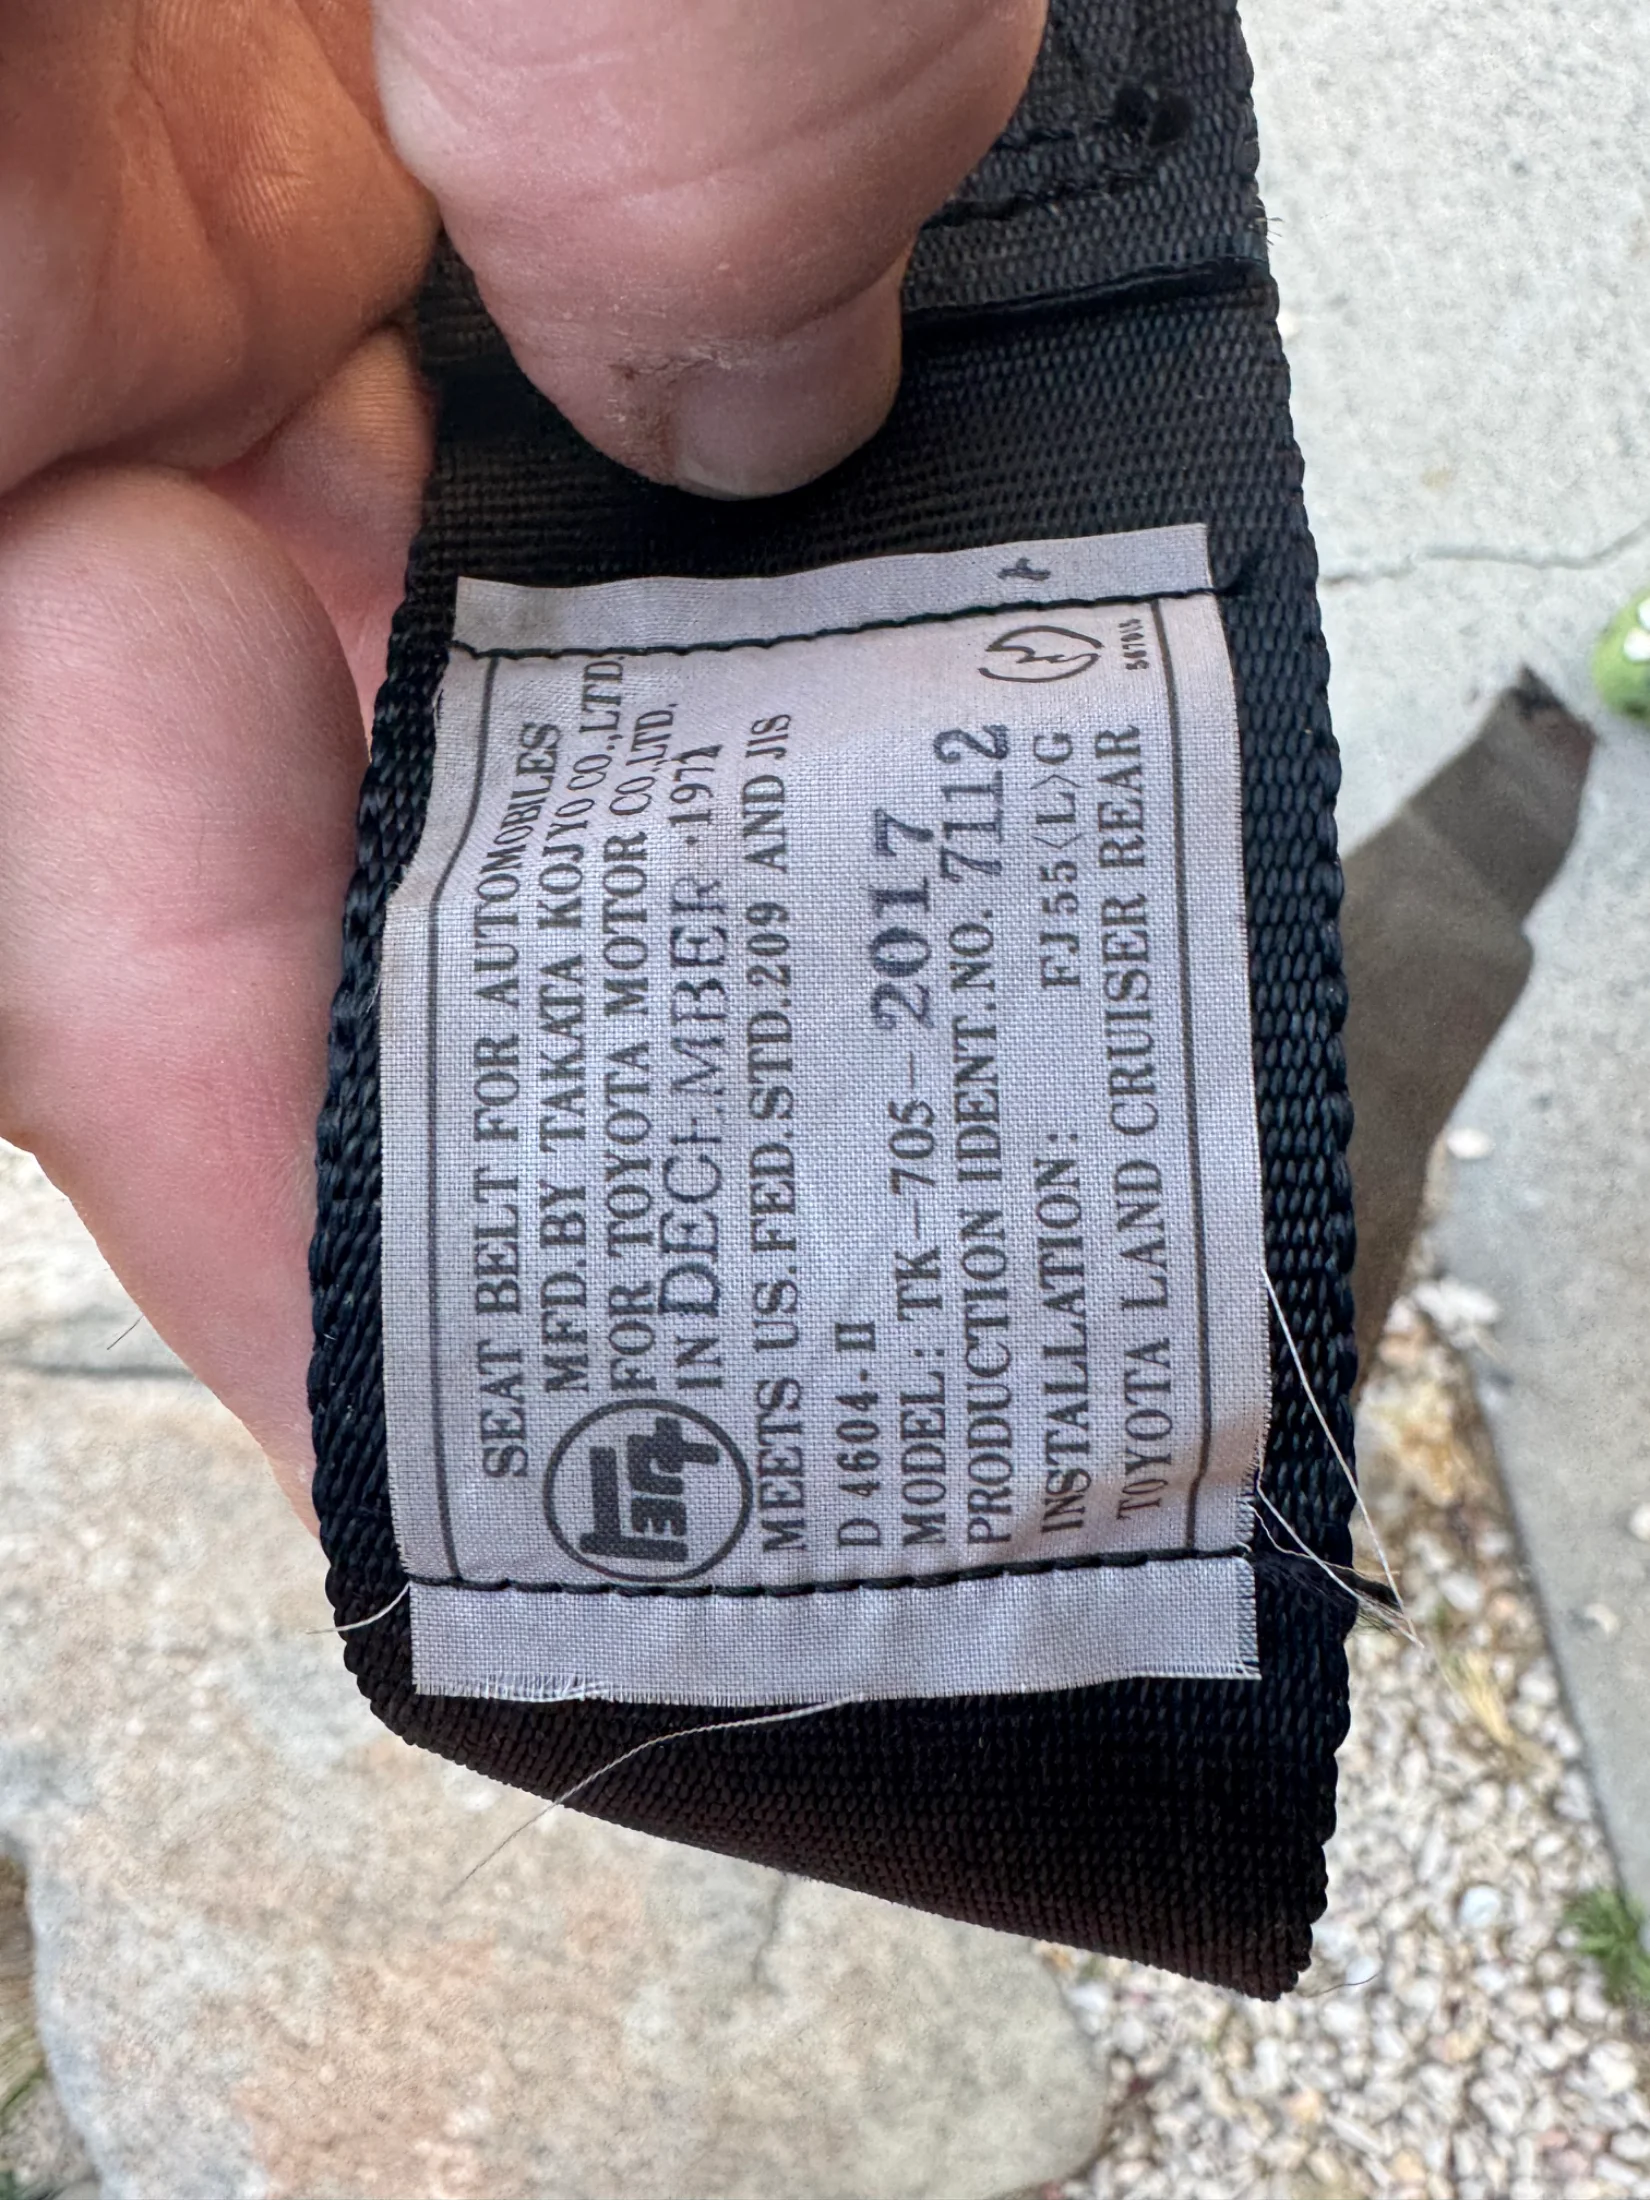 SEAT BELT FOR AUTOMOBILES
MFD.BY TAKATA KOJYO CO.,LTD.
FOR TOYOTA MOTOR CO.,LTD.
IN DECEMBER 1971
TEQ
MEETS US.FED.STD.209 AND JIS
D 4604-II
MODEL: TK-705-2017
PRODUCTION IDENT.NO. 7112
INSTALLATION: FJ55<L>G
TOYOTA LAND CRUISER REAR